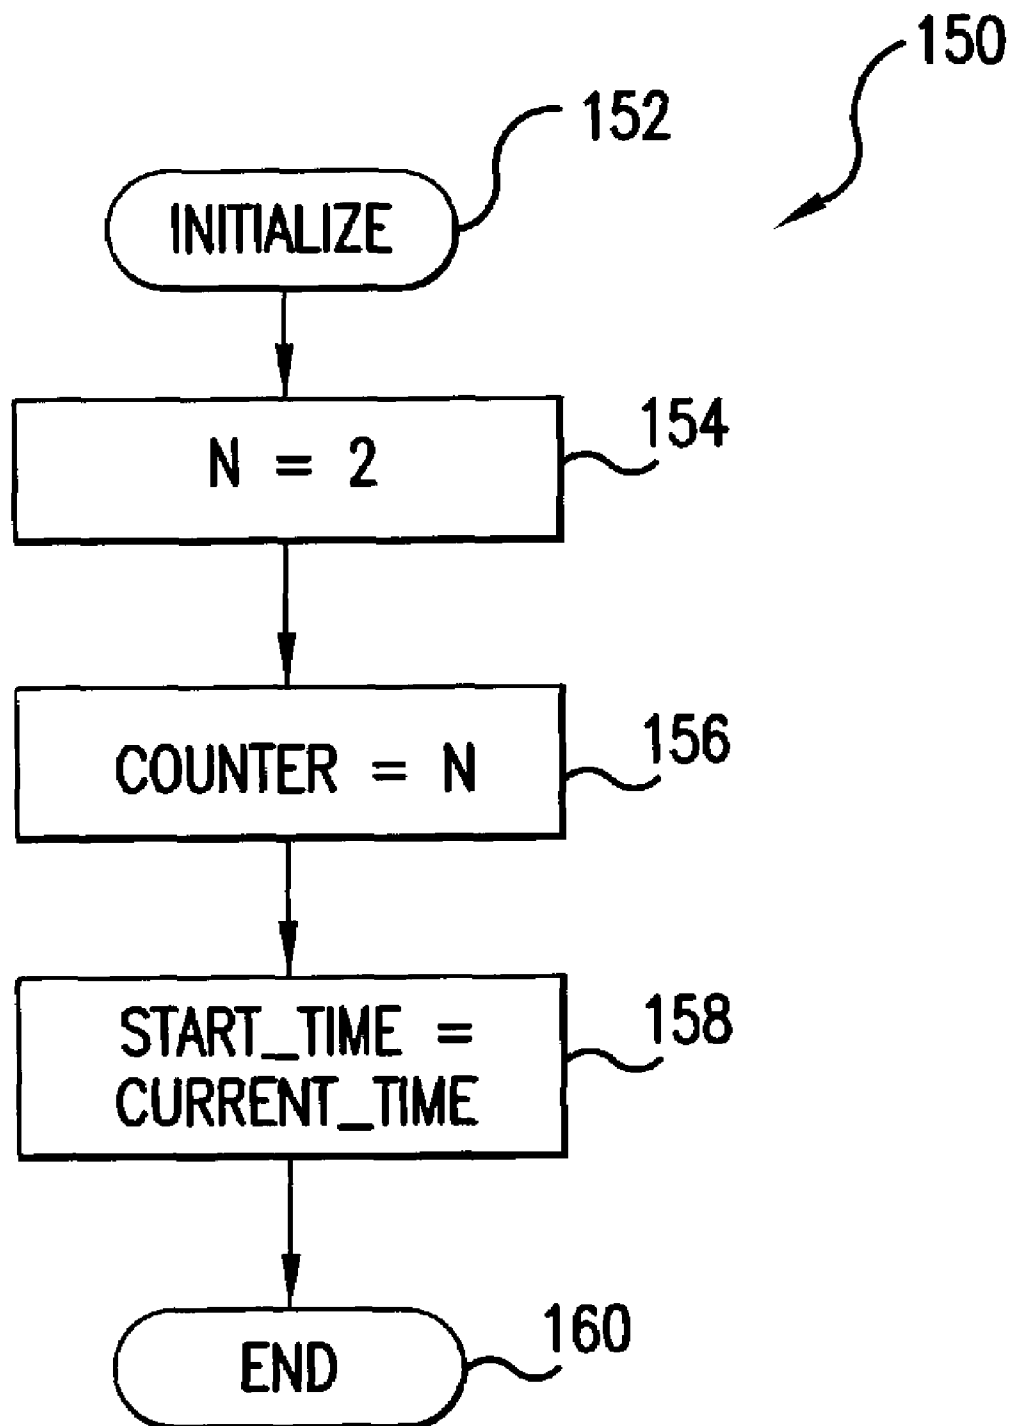 150
152
INITIALIZE
154
N = 2
156
COUNTER = N
158
START_TIME =
CURRENT_TIME
160
END